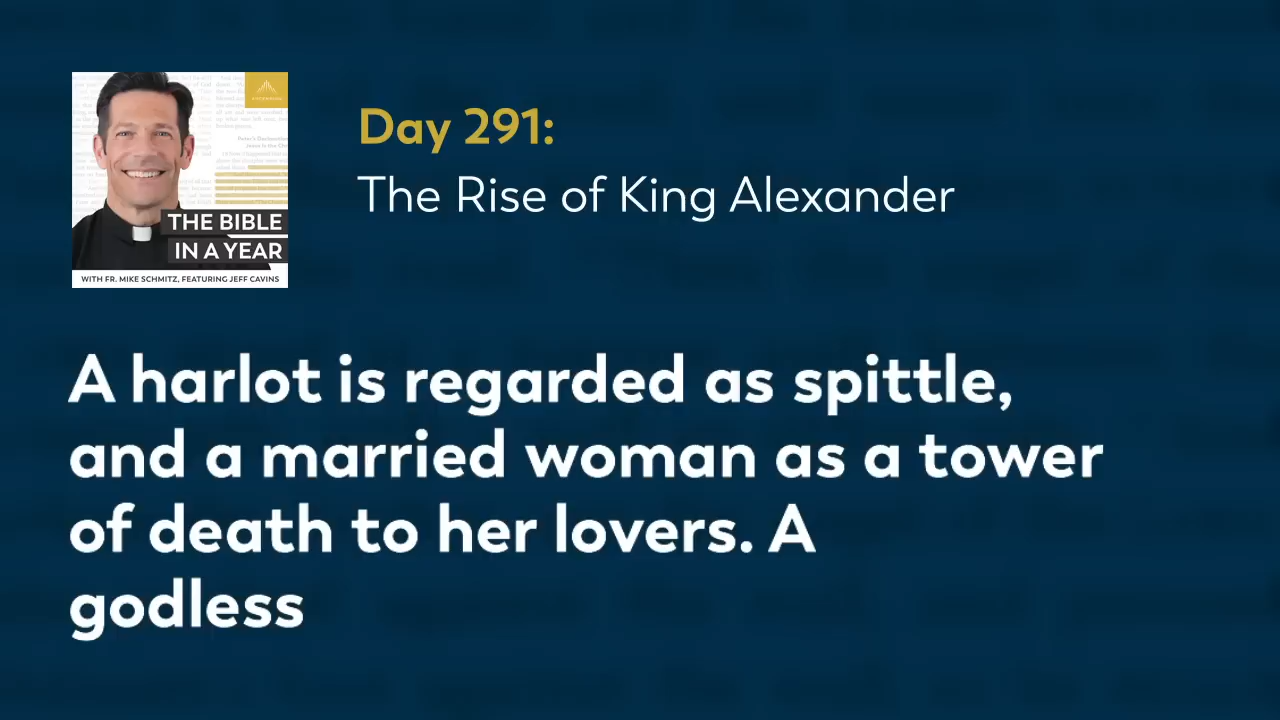 Day 291:
The Rise of King Alexander
THE BIBLE
IN A YEAR
WITH FR. MIKE SCHMITZ, FEATURING JEFF CAVINS
A harlot is regarded as spittle,
and a married woman as a tower
of death to her lovers. A
godless